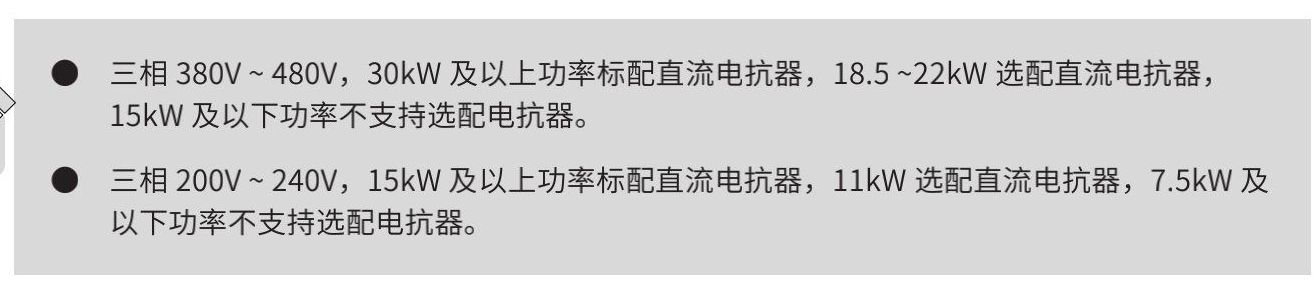 ● 三相 380V ~ 480V，30kW 及以上功率标配直流电抗器，18.5 ~22kW 选配直流电抗器，
15kW 及以下功率不支持选配电抗器。
● 三相 200V ~ 240V，15kW 及以上功率标配直流电抗器，11kW 选配直流电抗器，7.5kW 及
以下功率不支持选配电抗器。